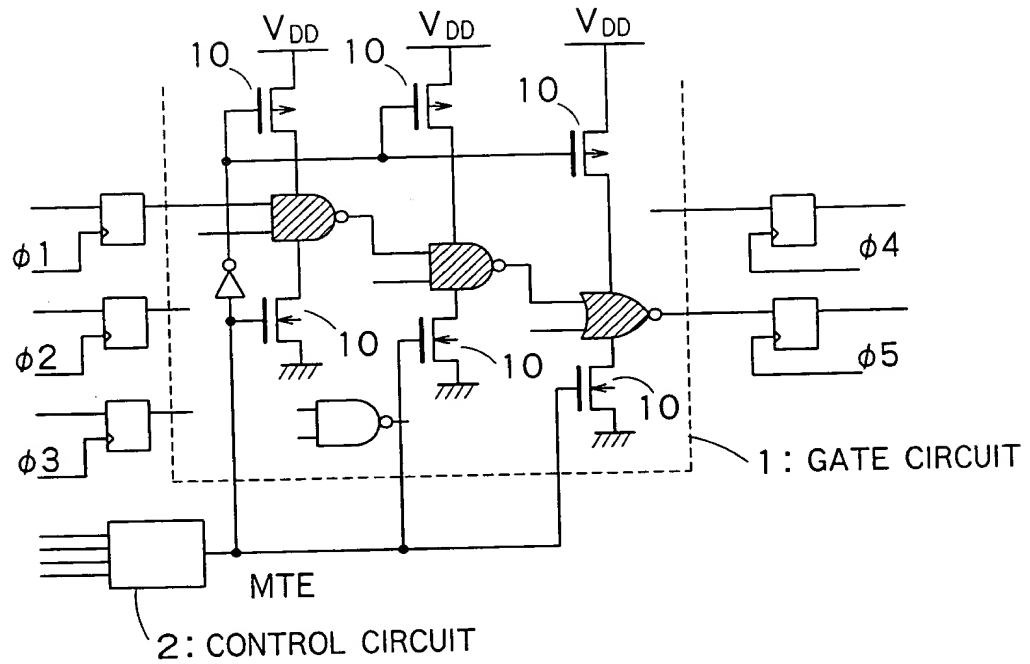 VDD
VDD
VDD
10
10
10
φ1
φ4
φ2
10
10
φ5
10
φ3
1: GATE CIRCUIT
MTE
2: CONTROL CIRCUIT